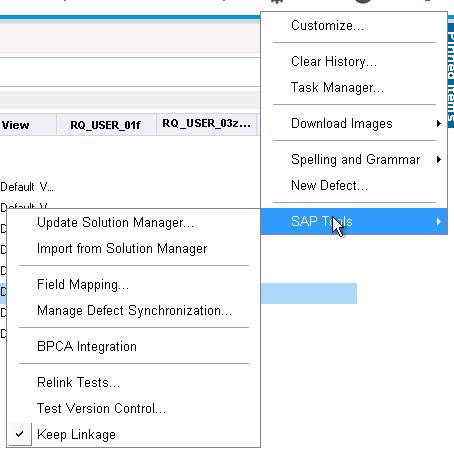 Customize...
Clear History...
Task Manager...
Download Images
Spelling and Grammar
New Defect...
SAP Tools
Pinned Items
View RQ_USER_01f RQ_USER_03z...
Default V...
Default V...
Update Solution Manager...
Import from Solution Manager
Field Mapping...
Manage Defect Synchronization...
BPCA Integration
Relink Tests...
Test Version Control...
Keep Linkage